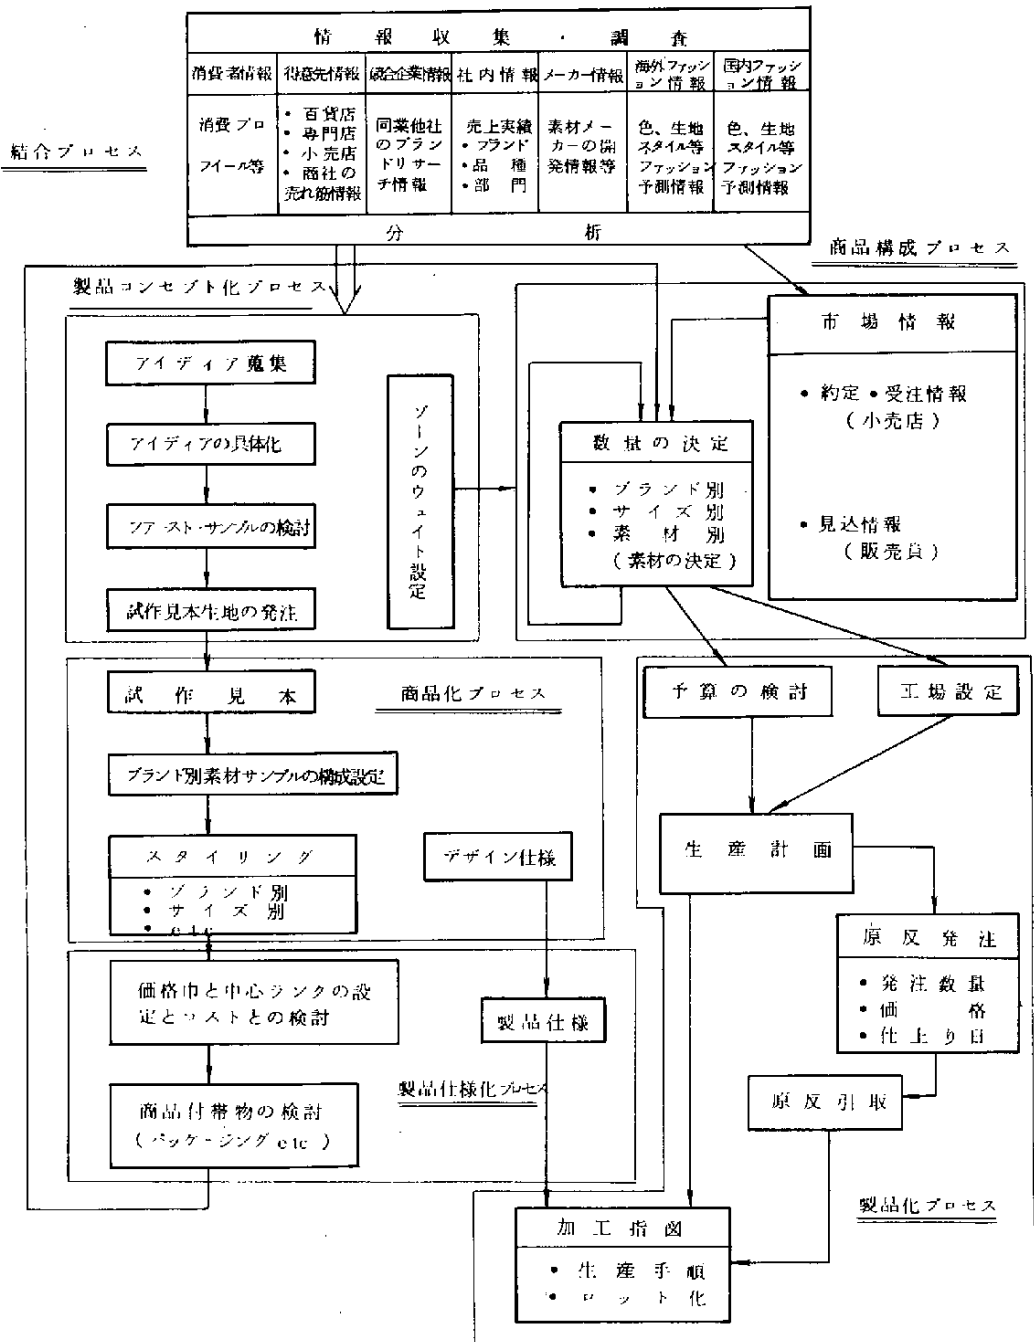 情報収集・調査
消費者情報
得意先情報
競合企業情報
社内情報
メーカー情報
海外ファッション情報
国内ファッション情報
消費プロ
フイール等
・百貨店
・専門店
・小売店
・商社の
売れ筋情報
同業他社
のブラン
ドリサー
チ情報
売上実績
・ブランド
・品種
・部門
素材メー
カーの開
発情報等
色、生地
スタイル等
ファッション
予測情報
色、生地
スタイル等
ファッション
予測情報
分析
結合プロセス
商品構成プロセス
製品コンセプト化プロセス
アイディア蒐集
アイディアの具体化
ファースト・サンプルの検討
試作見本生地の発注
ゾーンのウェイト設定
数量の決定
・ブランド別
・サイズ別
・素材別
(素材の決定)
市場情報
・約定・受注情報
(小売店)
・見込情報
(販売員)
試作見本
商品化プロセス
ブランド別素材サンプルの構成設定
スタイリング
・ブランド別
・サイズ別
・etc
デザイン仕様
予算の検討
工場設定
生産計画
原反発注
・発注数量
・価格
・仕上り日
価格巾と中心ランクの設
定とコストとの検討
製品仕様
製品仕様化プロセス
商品付帯物の検討
(パッケージングetc)
原反引取
製品化プロセス
加工指図
・生産手順
・ロット化